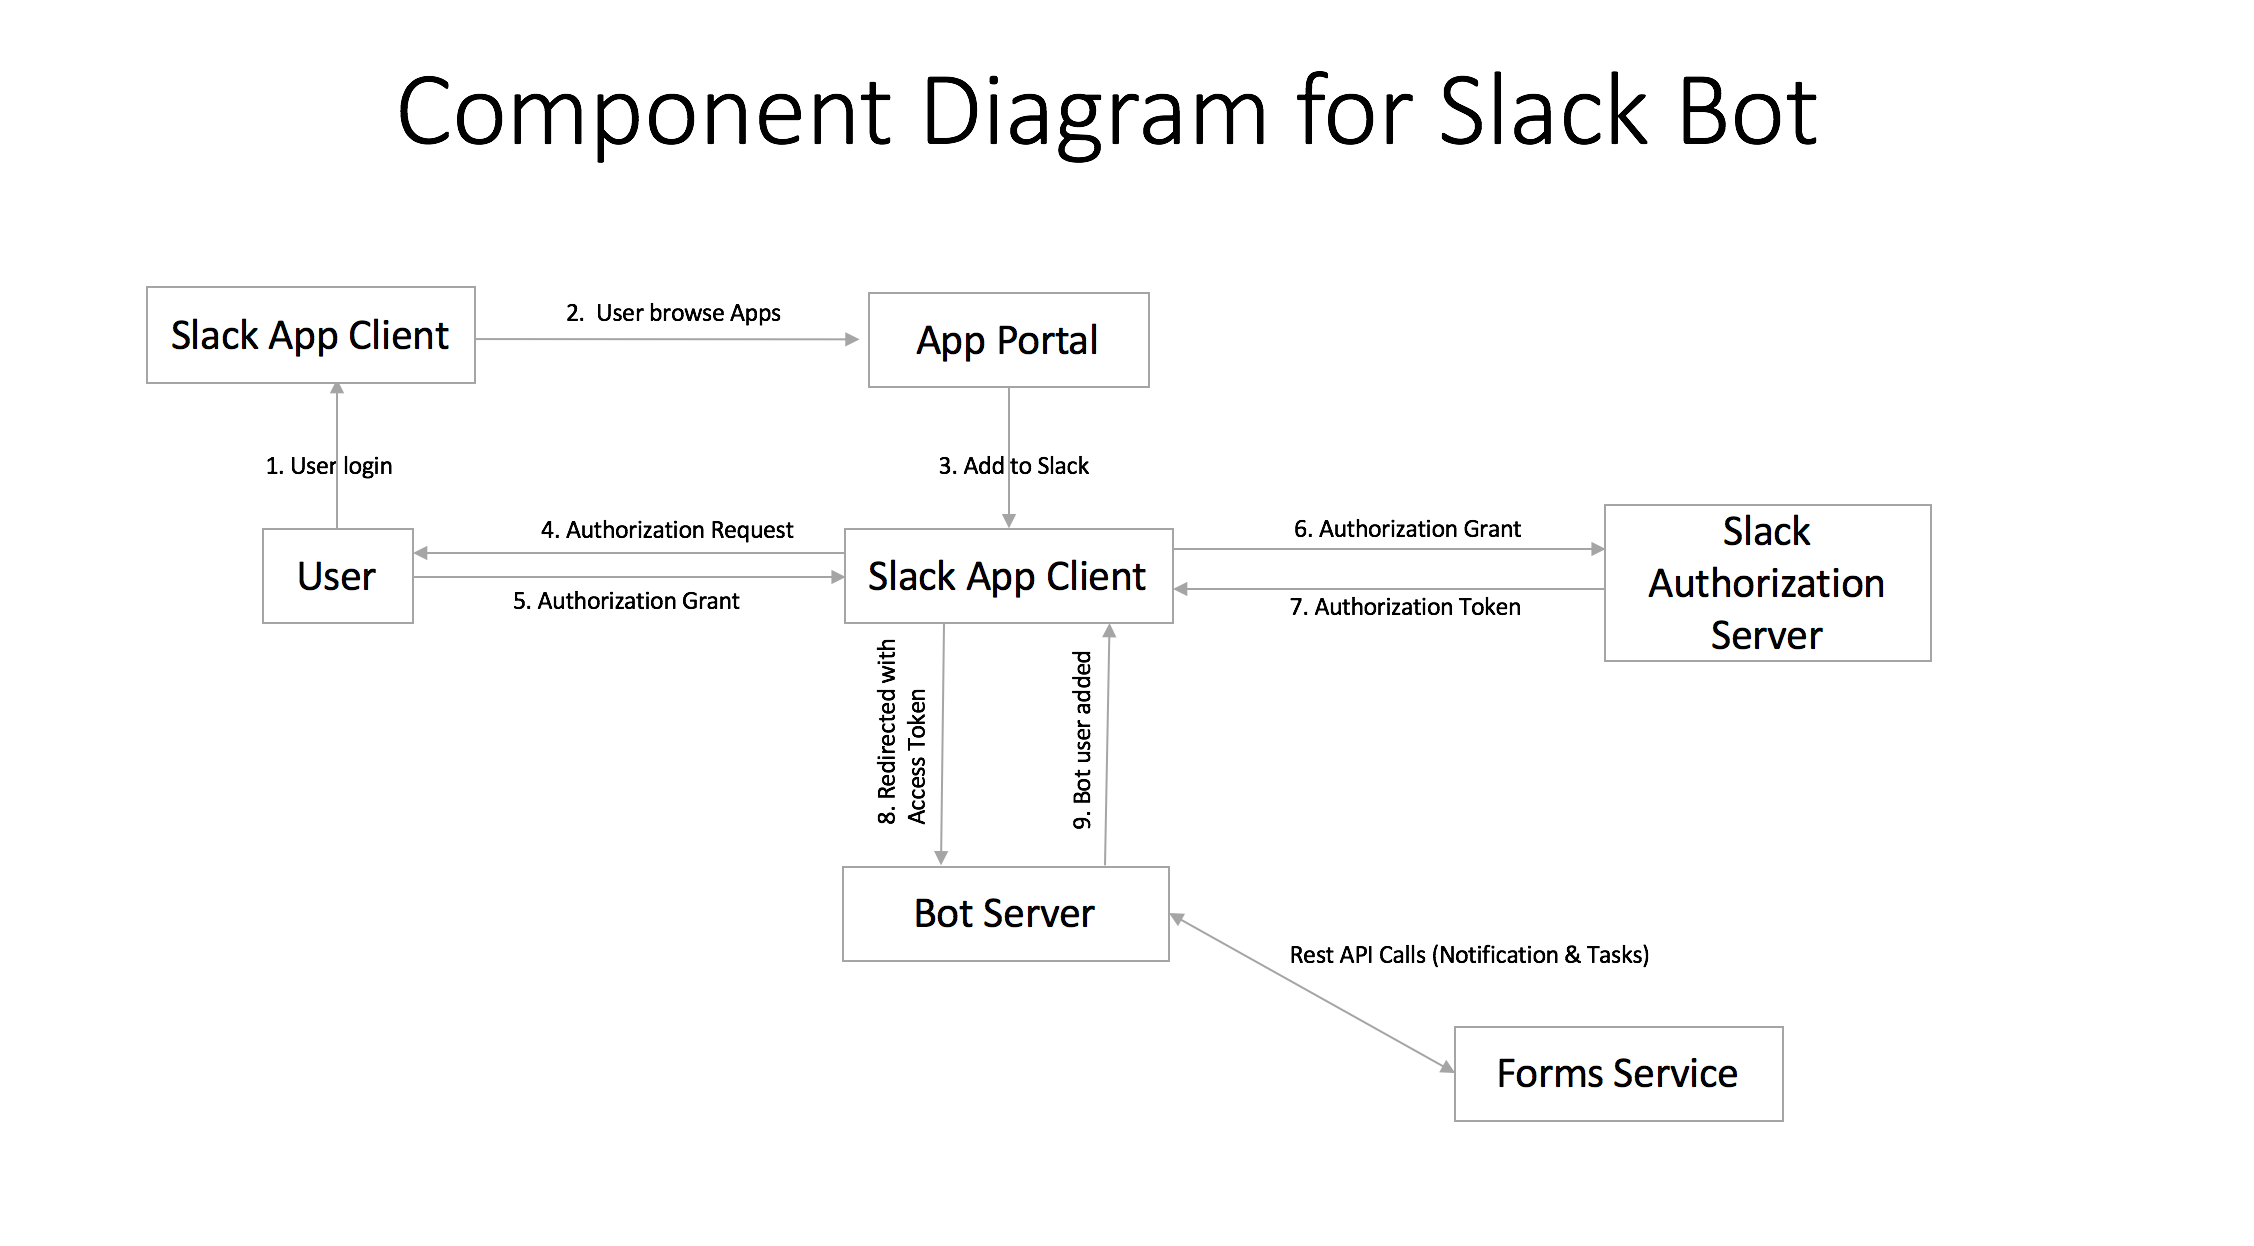 Component Diagram for Slack Bot
Slack App Client
2.  User browse Apps
App Portal
1. User login
3. Add to Slack
User
4. Authorization Request
5. Authorization Grant
Slack App Client
6. Authorization Grant
7. Authorization Token
Slack
Authorization
Server
8. Redirected with
Access Token
9. Bot user added
Bot Server
Rest API Calls (Notification & Tasks)
Forms Service